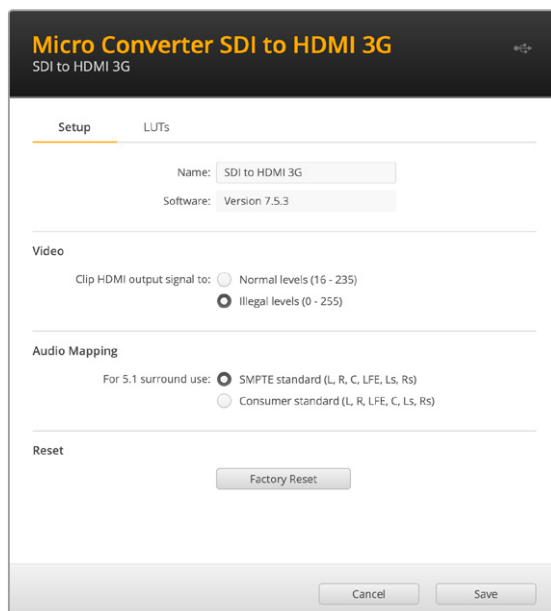 Micro Converter SDI to HDMI 3G
SDI to HDMI 3G
Setup LUTs
Name: SDI to HDMI 3G
Software: Version 7.5.3
Video
Clip HDMI output signal to: Normal levels (16 - 235)
Illegal levels (0 - 255)
Audio Mapping
For 5.1 surround use: SMPTE standard (L, R, C, LFE, Ls, Rs)
Consumer standard (L, R, LFE, C, Ls, Rs)
Reset
Factory Reset
Cancel Save